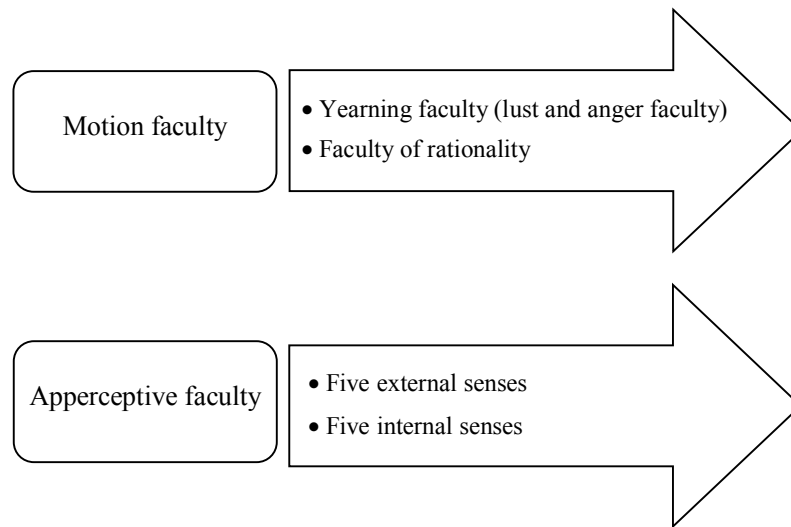 Motion faculty
• Yearning faculty (lust and anger faculty)
• Faculty of rationality
Apperceptive faculty
• Five external senses
• Five internal senses